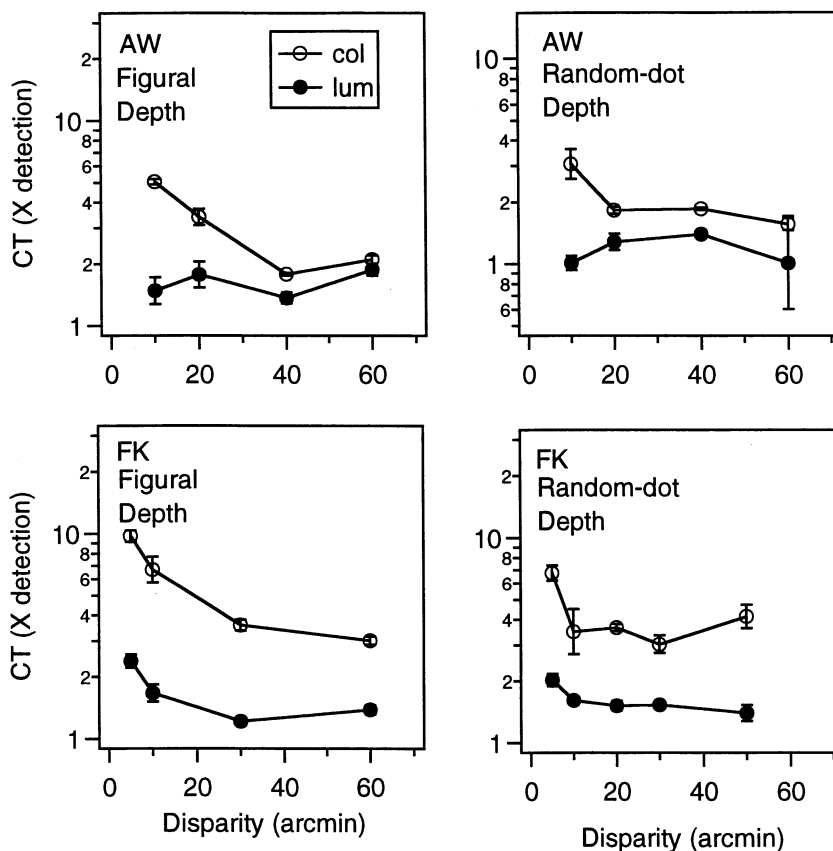 AW
Figural
Depth
col
lum
2
10
8
6
4
2
1
CT (X detection)
0 20 40 60
AW
Random-dot
Depth
10
8
6
4
2
1
8
6
0 20 40 60
FK
Figural
Depth
2
10
8
6
4
2
1
CT (X detection)
0 20 40 60
Disparity (arcmin)
FK
Random-dot
Depth
2
10
8
6
4
2
1
0 20 40 60
Disparity (arcmin)